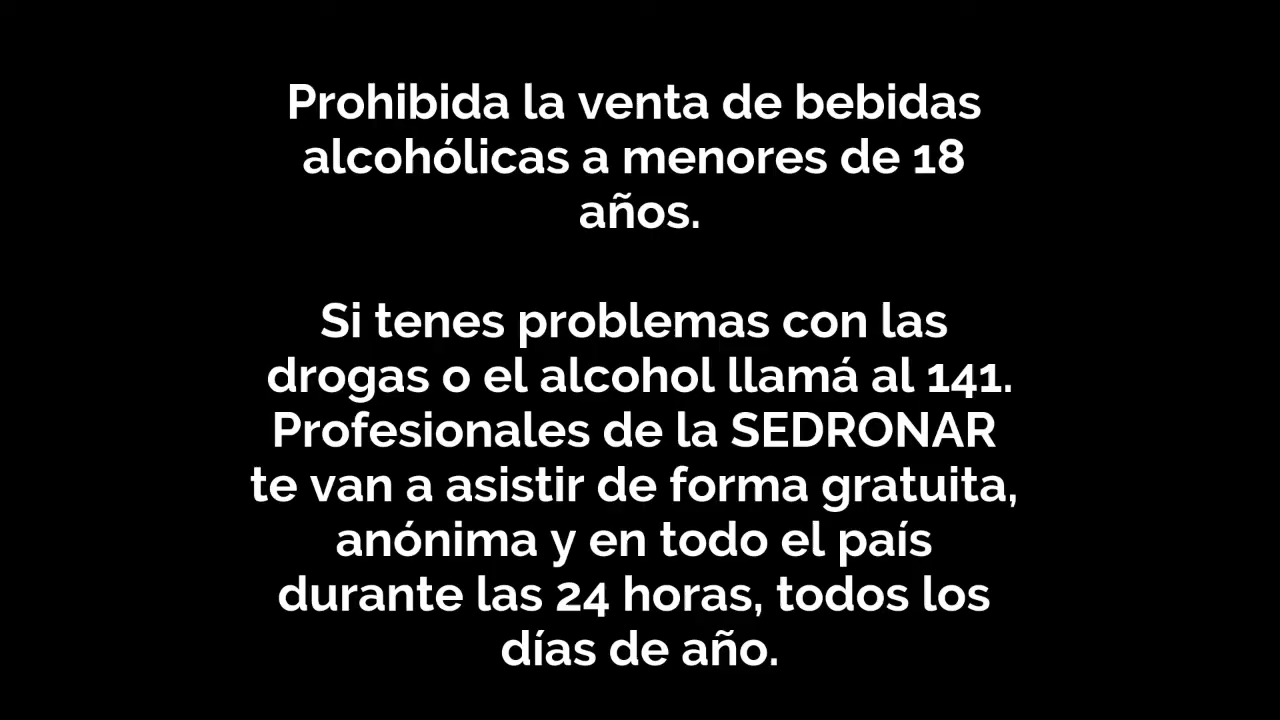 Prohibida la venta de bebidas
alcohólicas a menores de 18
años.
Si tenes problemas con las
drogas o el alcohol llamá al 141.
Profesionales de la SEDRONAR
te van a asistir de forma gratuita,
anónima y en todo el país
durante las 24 horas, todos los
días de año.